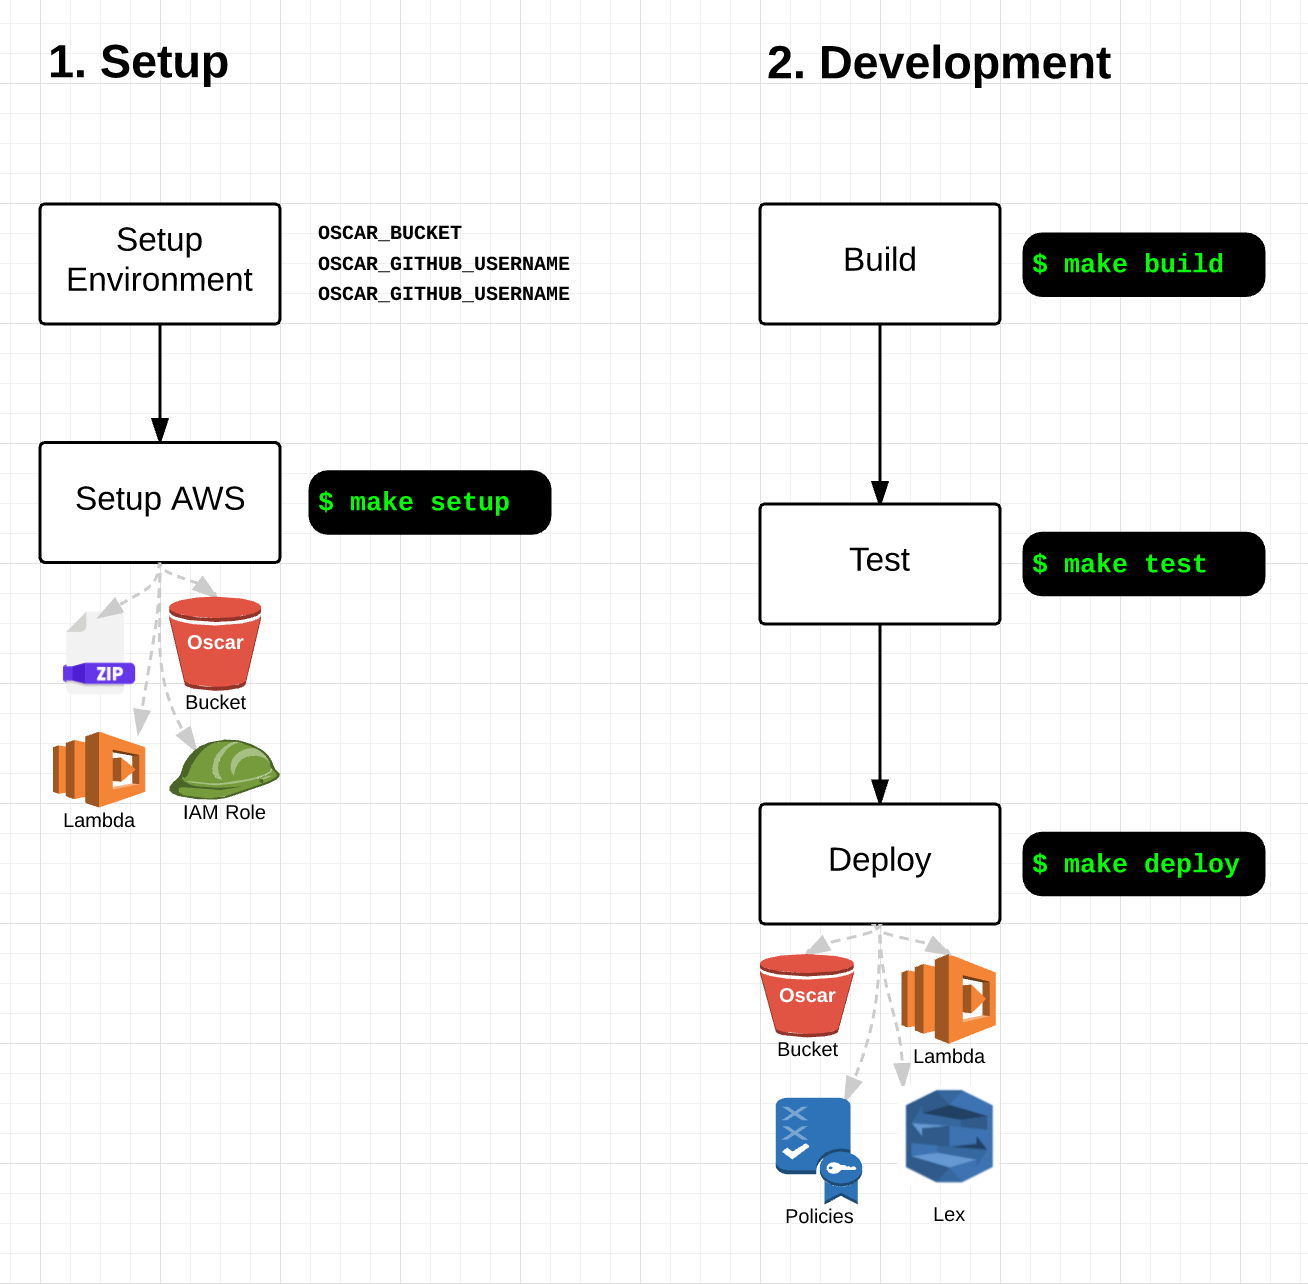 1. Setup
Setup
Environment
OSCAR_BUCKET
OSCAR_GITHUB_USERNAME
OSCAR_GITHUB_USERNAME
Setup AWS
$ make setup
ZIP
Oscar
Bucket
Lambda
IAM Role
2. Development
Build
$ make build
Test
$ make test
Deploy
$ make deploy
Oscar
Bucket
Lambda
Policies
Lex